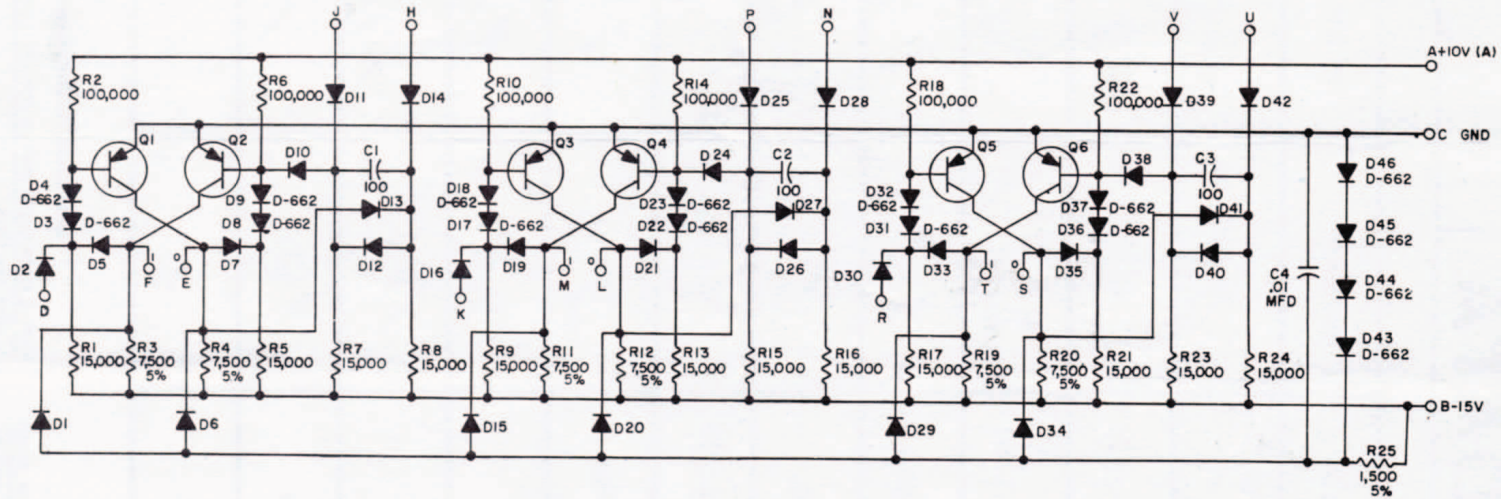 J H P N V U
A+10V (A)
R2 100,000
R6 100,000
D11
D14
R10 100,000
R14 100,000
D25
D28
R18 100,000
R22 100,000
D39
D42
C GND
Q1
Q2
D10
C1 100
Q3
Q4
D24
C2 100
Q5
Q6
D38
C3 100
D46 D-662
D4 D-662
D9 D-662
D13
D18 D-662
D23 D-662
D27
D32 D-662
D37 D-662
D41
D3
D8 D-662
D17
D22 D-662
D31
D36 D-662
D45 D-662
D2
D5 D-662
1 F
0 E
D7
D12
D16
D19 D-662
1 M
0 L
D21
D26
D30
D33 D-662
1 T
0 S
D35
D40
C4 .01 MFD
D44 D-662
D
K
R
R1 15,000
R3 7,500 5%
R4 7,500 5%
R5 15,000
R7 15,000
R8 15,000
R9 15,000
R11 7,500 5%
R12 7,500 5%
R13 15,000
R15 15,000
R16 15,000
R17 15,000
R19 7,500 5%
R20 7,500 5%
R21 15,000
R23 15,000
R24 15,000
D43 D-662
B-15V
D1
D6
D15
D20
D29
D34
R25 1,500 5%